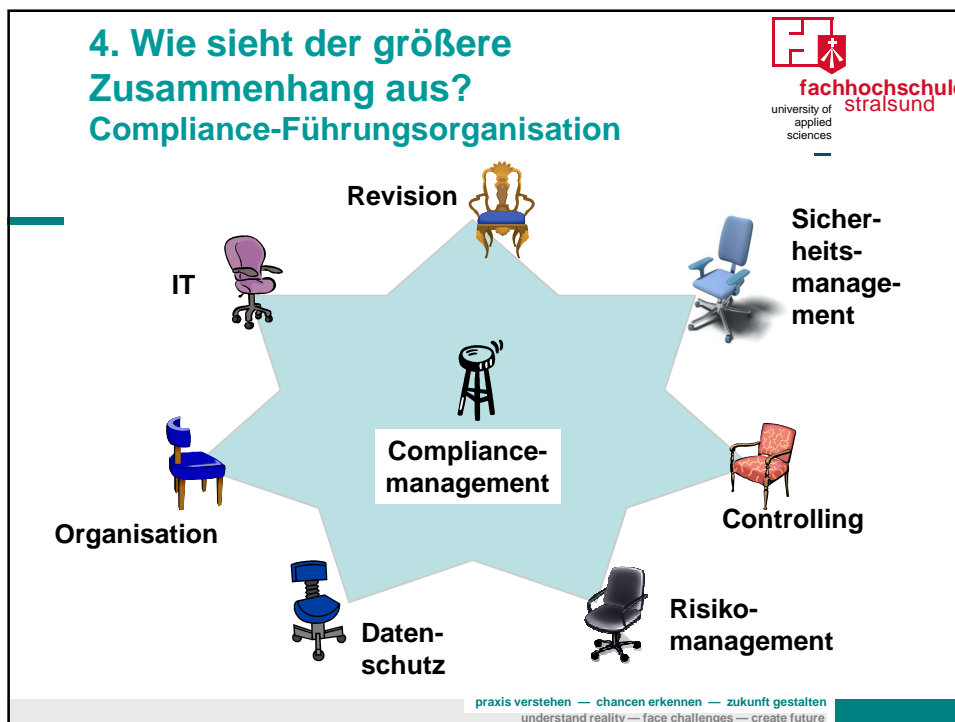 4. Wie sieht der größere
Zusammenhang aus?
Compliance-Führungsorganisation
fachhochschule
stralsund
university of
applied
sciences
Revision
Sicher-
heits-
manage-
ment
IT
Compliance-
management
Controlling
Organisation
Risiko-
management
Daten-
schutz
praxis verstehen — chancen erkennen — zukunft gestalten
understand reality — face challenges — create future